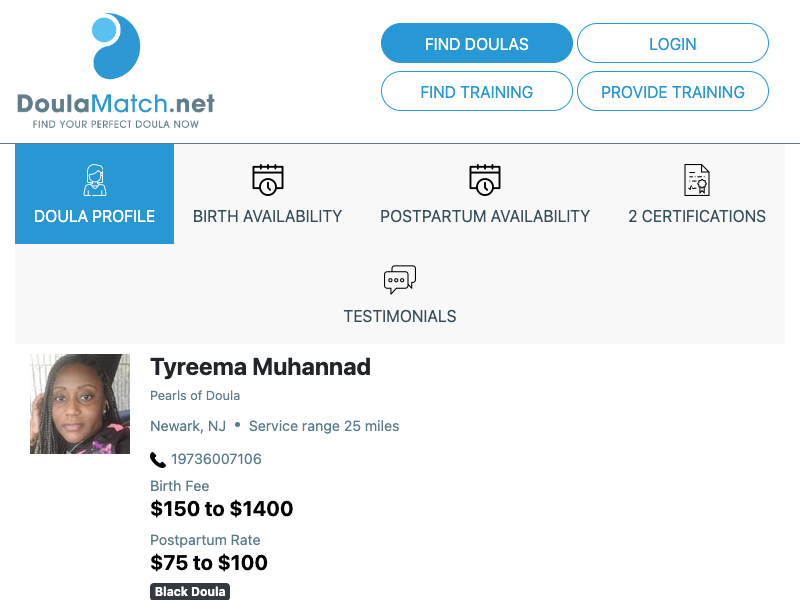 DoulaMatch.net
FIND YOUR PERFECT DOULA NOW
FIND DOULAS
LOGIN
FIND TRAINING
PROVIDE TRAINING
DOULA PROFILE
BIRTH AVAILABILITY
POSTPARTUM AVAILABILITY
2 CERTIFICATIONS
TESTIMONIALS
Tyreema Muhannad
Pearls of Doula
Newark, NJ • Service range 25 miles
19736007106
Birth Fee
$150 to $1400
Postpartum Rate
$75 to $100
Black Doula